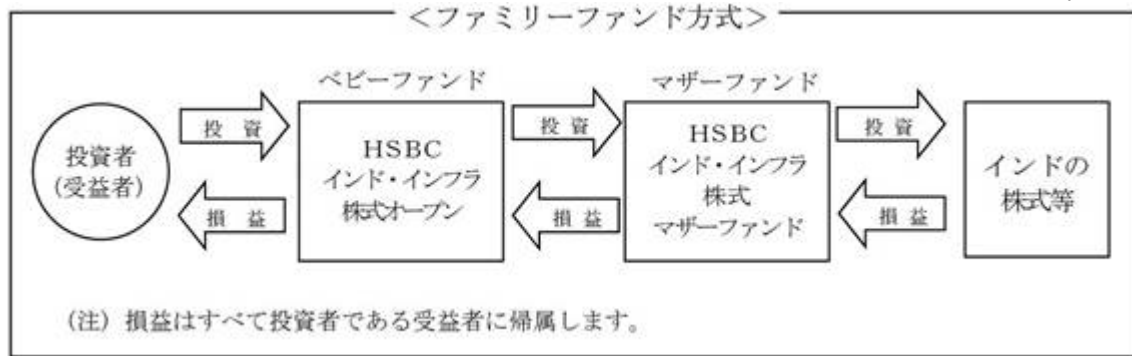 ＜ファミリーファンド方式＞
ベビーファンド
マザーファンド
投資者
(受益者)
投 資
損 益
HSBC
インド・インフラ
株式オープン
投 資
損 益
HSBC
インド・インフラ
株式
マザーファンド
投 資
損 益
インドの
株式等
(注) 損益はすべて投資者である受益者に帰属します。